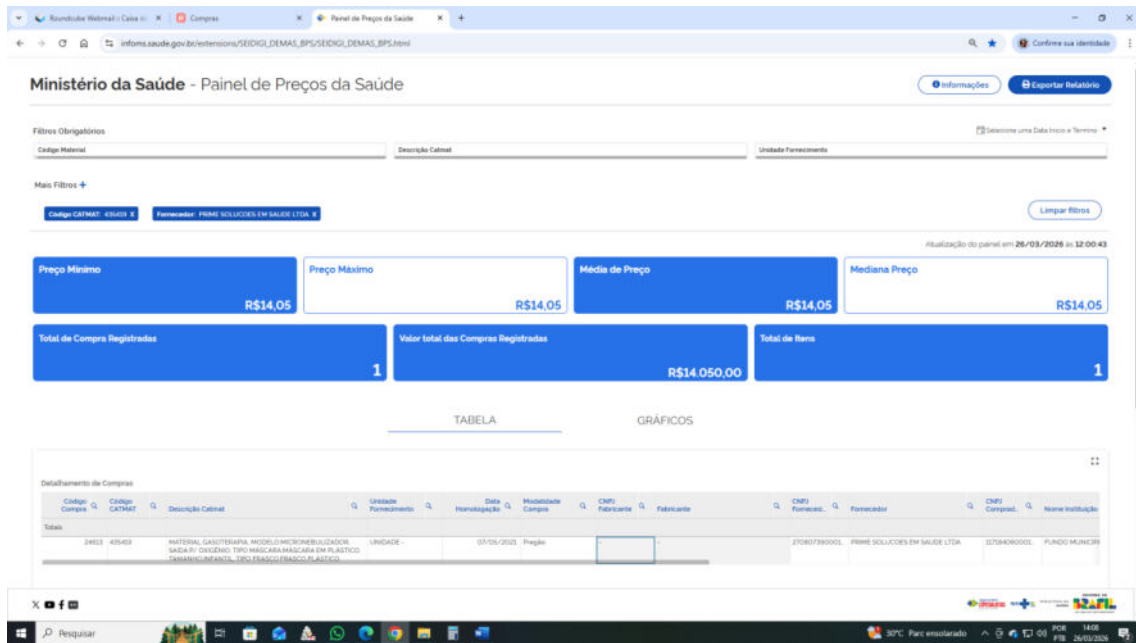 Roundcube Webmail :: Caixa
Compras
Painel de Preços da Saúde
infoms.saude.gov.br/extensions/SEIDIGI_DEMAS_BPS/SEIDIGI_DEMAS_BPS.html
Confirme sua identidade
Ministério da Saúde - Painel de Preços da Saúde
Informações
Exportar Relatório
Filtros Obrigatórios
Selecione uma Data Início e Termino
Código Material
Descrição Catmat
Unidade Fornecimento
Mais Filtros +
Código CATMAT: 435459 X
Fornecedor: PRIME SOLUCOES EM SAUDE LTDA X
Limpar filtros
Atualização do painel em 26/03/2026 às 12:00:43
Preço Mínimo
Preço Máximo
Média de Preço
Mediana Preço
R$14,05
R$14,05
R$14,05
R$14,05
Total de Compra Registradas
Valor total das Compras Registradas
Total de Itens
1
R$14.050,00
1
TABELA
GRÁFICOS
Detalhamento de Compras
Código Compra
Código CATMAT
Descrição Catmat
Unidade Fornecimento
Data Homologação
Modalidade Compra
CNPJ Fabricante
Fabricante
CNPJ Forneced..
Fornecedor
CNPJ Comprad..
Nome Instituição
Totais
MATERIAL GASOTERAPIA, MODELO MICRONEBULIZADOR,
UNIDADE -
07/05/2021
Pregão
-
-
PRIME SOLUCOES EM SAUDE LTDA
SAÍDA P/ OXIGÊNIO, TIPO MÁSCARA MÁSCARA EM PLÁSTICO,
TAMANHO INFANTIL, TIPO FRASCO FRASCO PLÁSTICO
Pesquisar
30°C Parc ensolarado
POR
PTB
14:08
26/03/2026